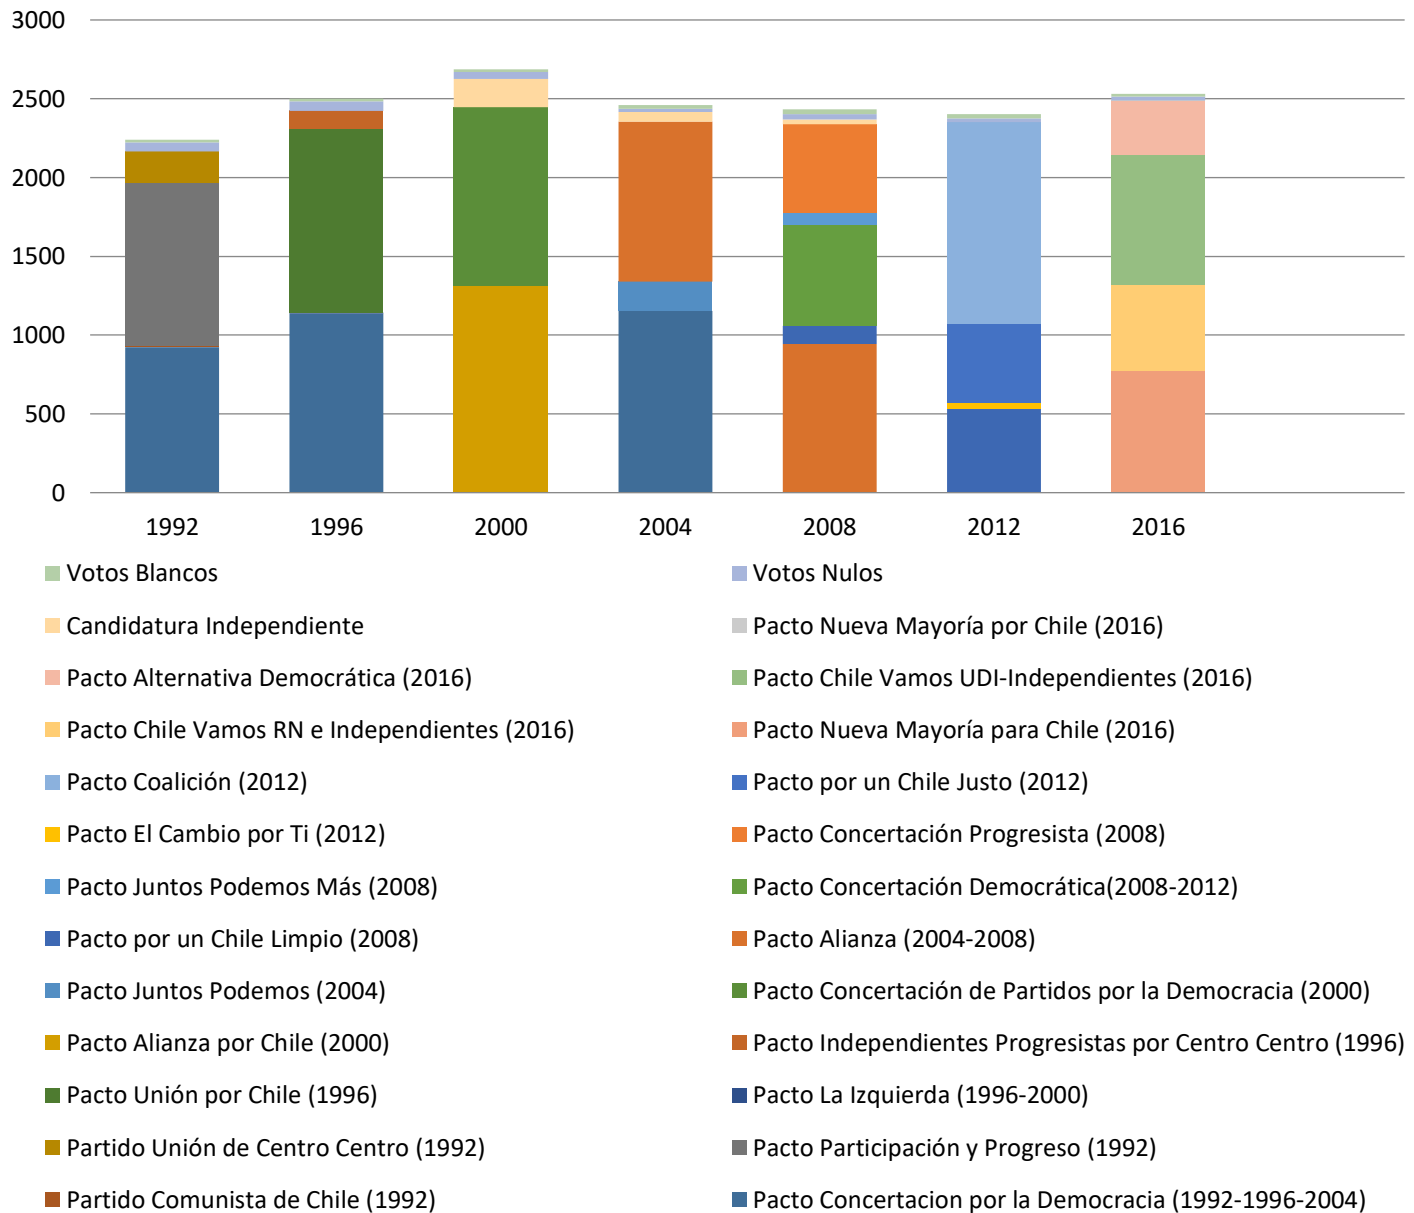 3000
2500
2000
1500
1000
500
0
1992 1996 2000 2004 2008 2012 2016
Votos Blancos Votos Nulos
Candidatura Independiente Pacto Nueva Mayoría por Chile (2016)
Pacto Alternativa Democrática (2016) Pacto Chile Vamos UDI-Independientes (2016)
Pacto Chile Vamos RN e Independientes (2016) Pacto Nueva Mayoría para Chile (2016)
Pacto Coalición (2012) Pacto por un Chile Justo (2012)
Pacto El Cambio por Ti (2012) Pacto Concertación Progresista (2008)
Pacto Juntos Podemos Más (2008) Pacto Concertación Democrática(2008-2012)
Pacto por un Chile Limpio (2008) Pacto Alianza (2004-2008)
Pacto Juntos Podemos (2004) Pacto Concertación de Partidos por la Democracia (2000)
Pacto Alianza por Chile (2000) Pacto Independientes Progresistas por Centro Centro (1996)
Pacto Unión por Chile (1996) Pacto La Izquierda (1996-2000)
Partido Unión de Centro Centro (1992) Pacto Participación y Progreso (1992)
Partido Comunista de Chile (1992) Pacto Concertacion por la Democracia (1992-1996-2004)